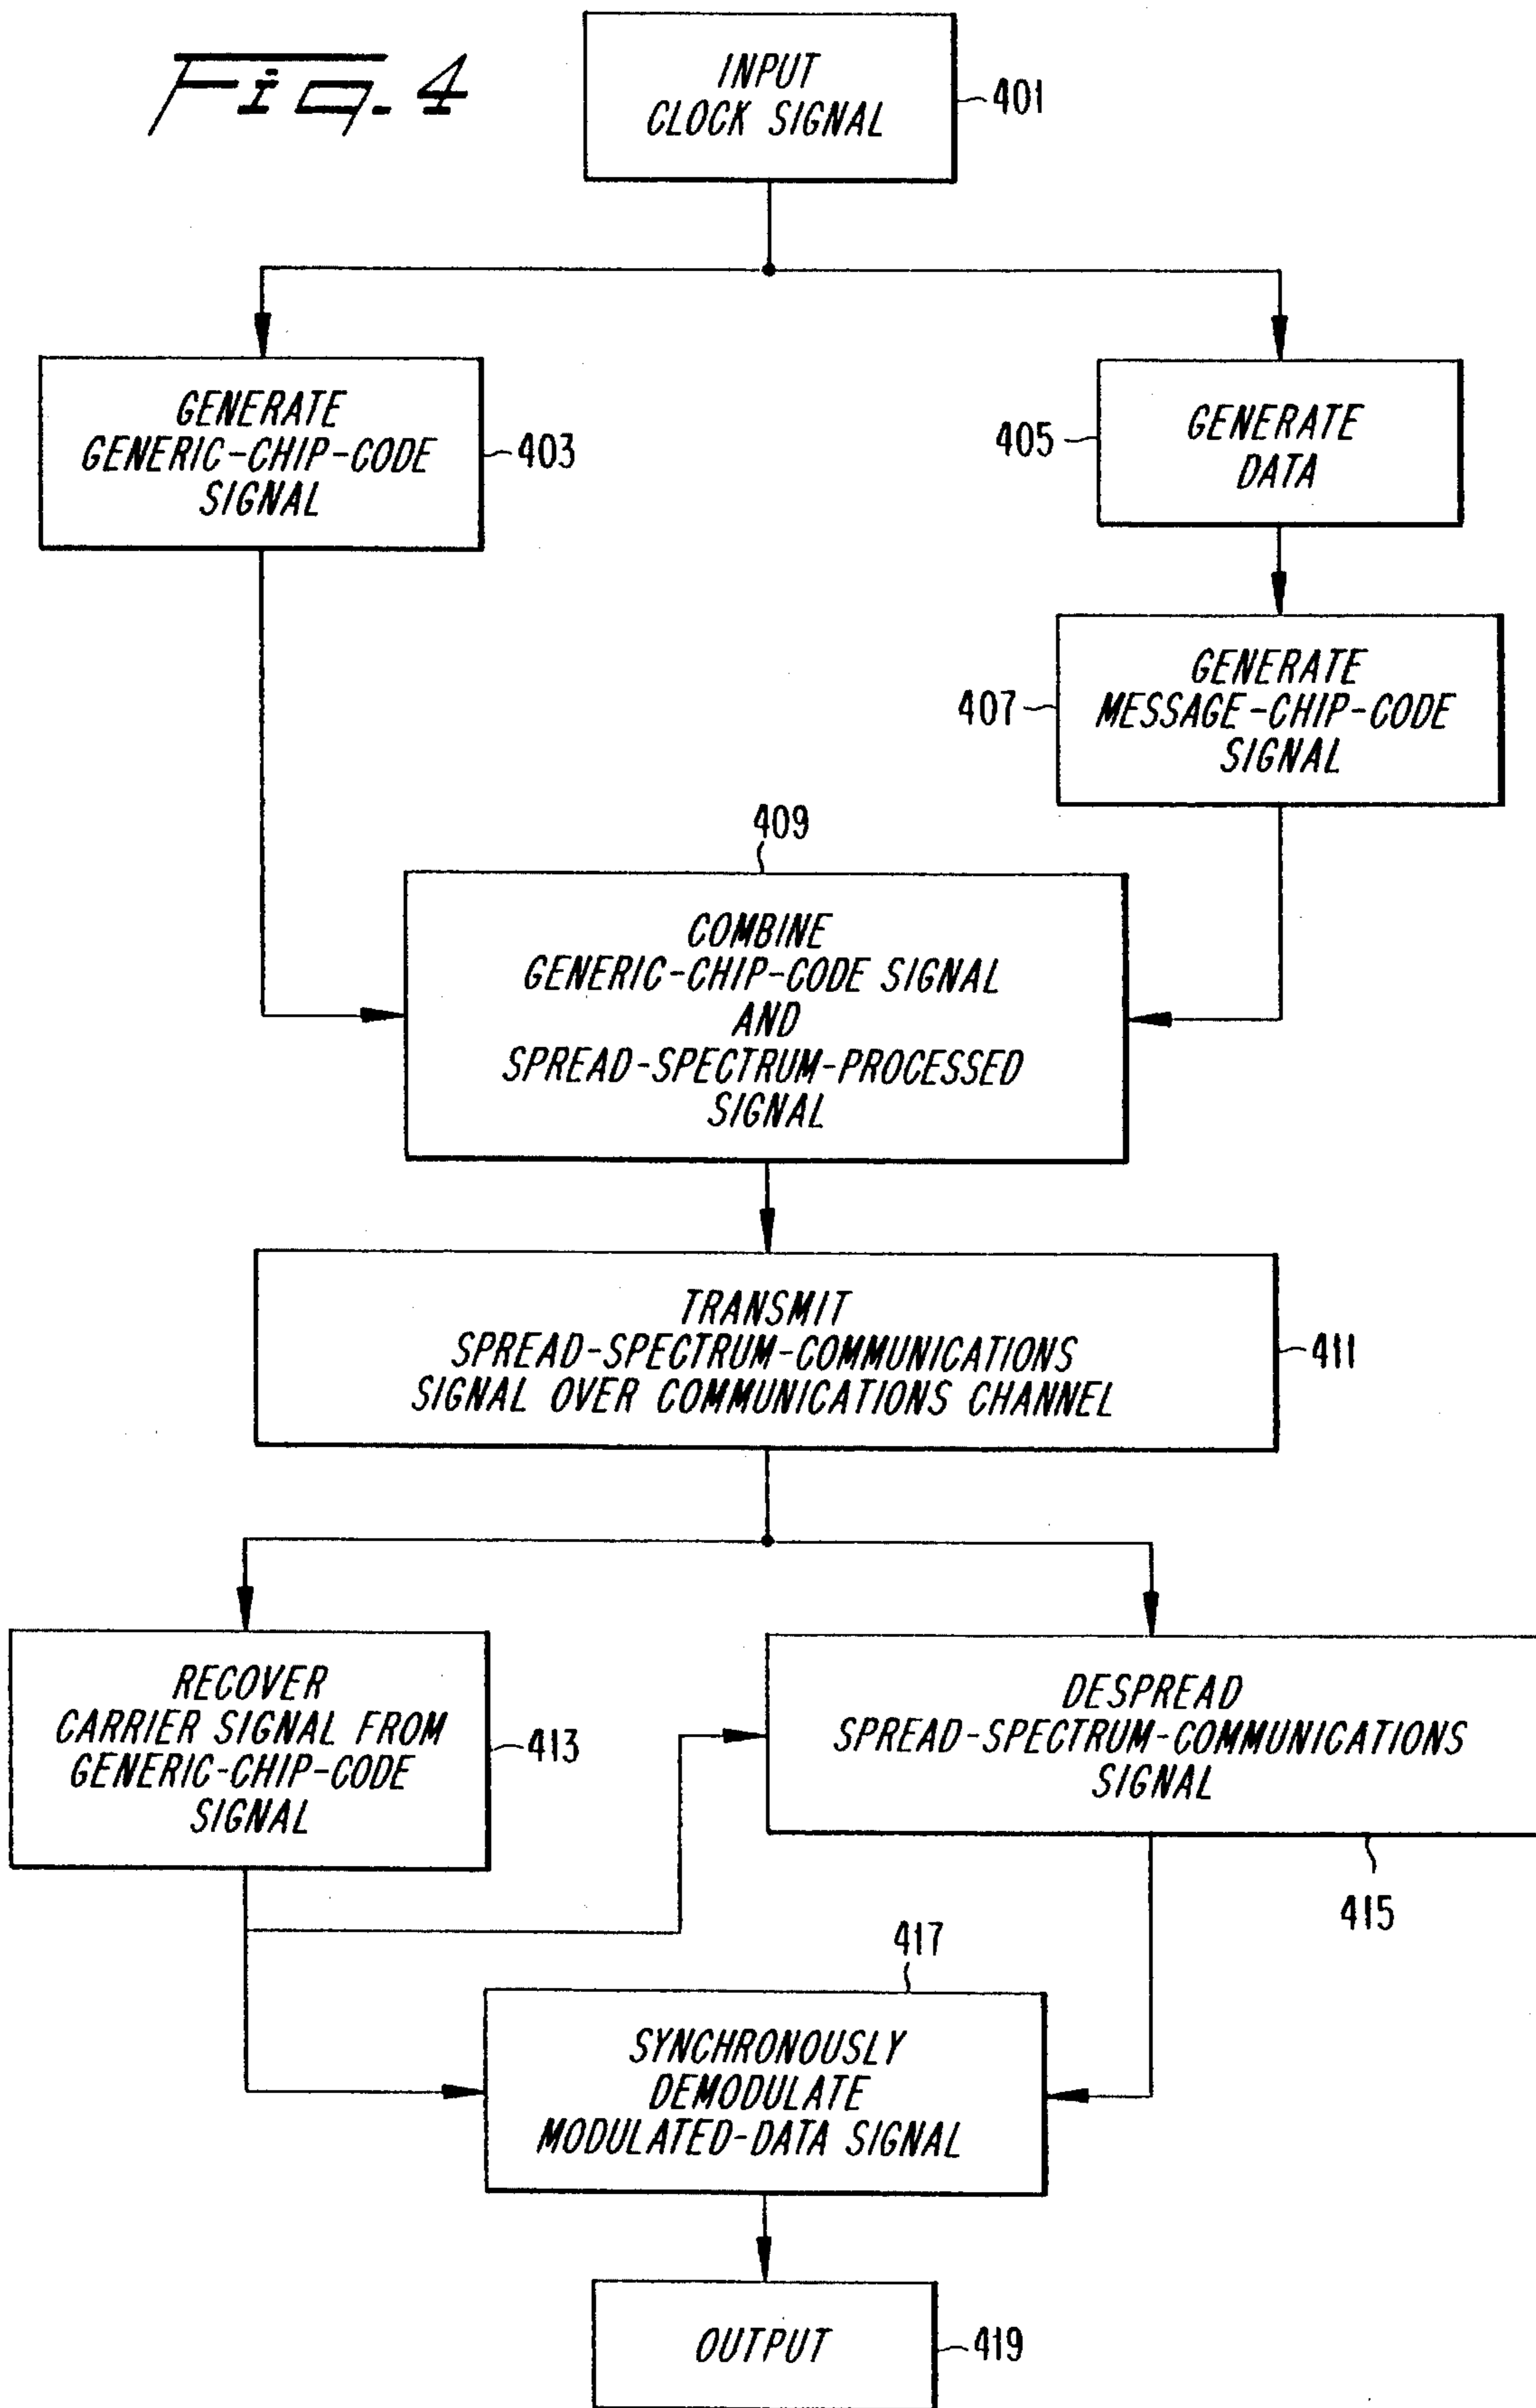 Fig. 4
INPUT
CLOCK SIGNAL
401
GENERATE
GENERIC-CHIP-CODE
SIGNAL
403
405
GENERATE
DATA
407
GENERATE
MESSAGE-CHIP-CODE
SIGNAL
409
COMBINE
GENERIC-CHIP-CODE SIGNAL
AND
SPREAD-SPECTRUM-PROCESSED
SIGNAL
TRANSMIT
SPREAD-SPECTRUM-COMMUNICATIONS
SIGNAL OVER COMMUNICATIONS CHANNEL
411
RECOVER
CARRIER SIGNAL FROM
GENERIC-CHIP-CODE
SIGNAL
413
DESPREAD
SPREAD-SPECTRUM-COMMUNICATIONS
SIGNAL
415
417
SYNCHRONOUSLY
DEMODULATE
MODULATED-DATA SIGNAL
OUTPUT
419